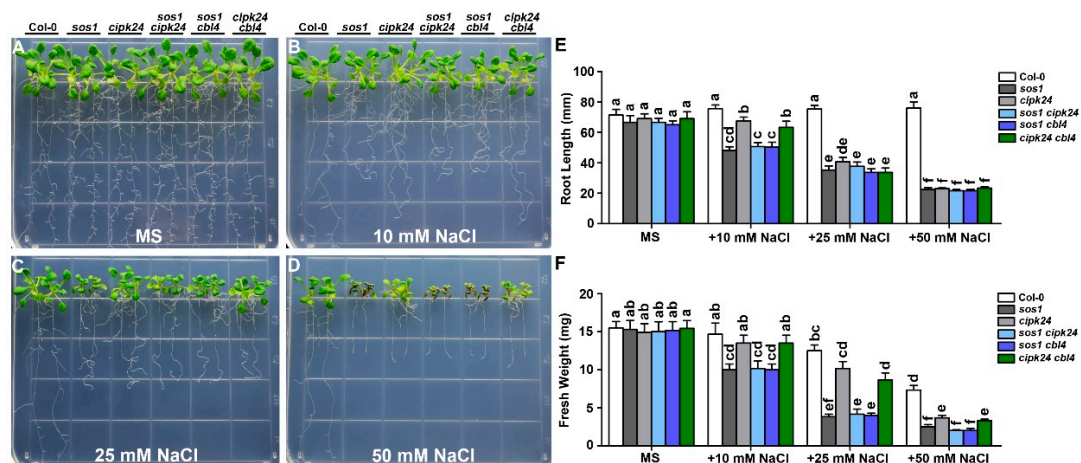 Col-0 sos1 cipk24 sos1 cipk24 sos1 cbl4 cipk24 cbl4
Col-0 sos1 cipk24 sos1 cipk24 sos1 cbl4 cipk24 cbl4
A
MS
B
10 mM NaCl
C
25 mM NaCl
D
50 mM NaCl
E
Root Length (mm)
100
80
60
40
20
0
a a a a a a
a cd b c c b
a e de e e e
a f f f f f
MS +10 mM NaCl +25 mM NaCl +50 mM NaCl
Col-0
sos1
cipk24
sos1 cipk24
sos1 cbl4
cipk24 cbl4
F
Fresh Weight (mg)
20
15
10
5
0
a ab ab ab ab a
ab cd ab cd cd ab
bc ef cd e e d
d f e f f e
MS +10 mM NaCl +25 mM NaCl +50 mM NaCl
Col-0
sos1
cipk24
sos1 cipk24
sos1 cbl4
cipk24 cbl4